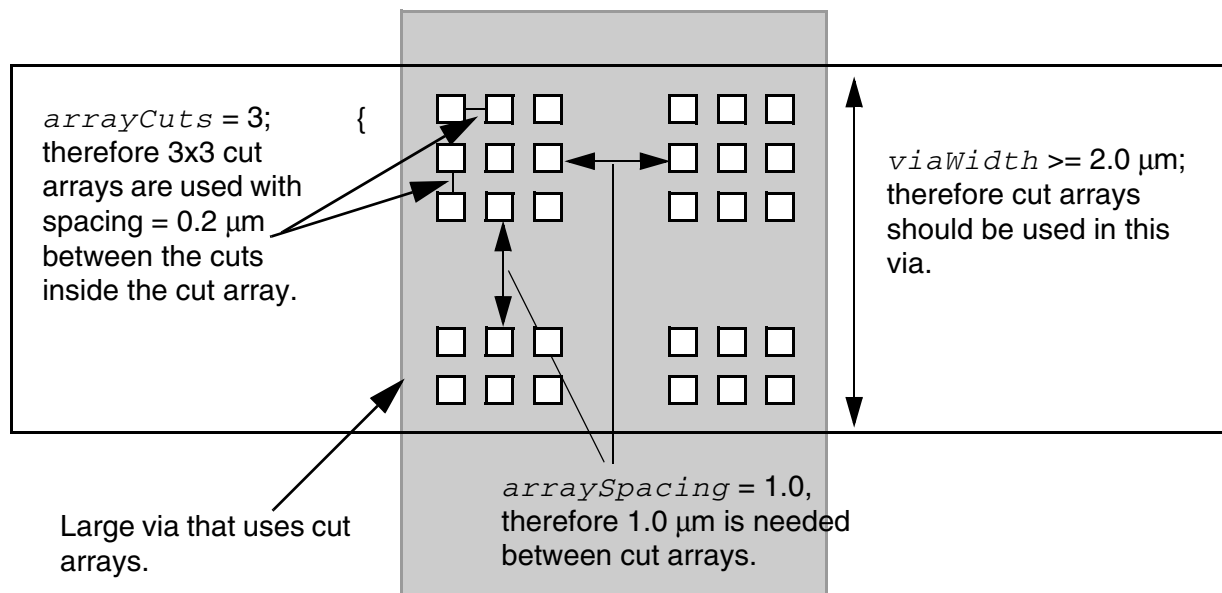 arrayCuts = 3; {
therefore 3x3 cut
arrays are used with
spacing = 0.2 μm
between the cuts
inside the cut array.
viaWidth >= 2.0 μm;
therefore cut arrays
should be used in this
via.
Large via that uses cut
arrays.
arraySpacing = 1.0,
therefore 1.0 μm is needed
between cut arrays.